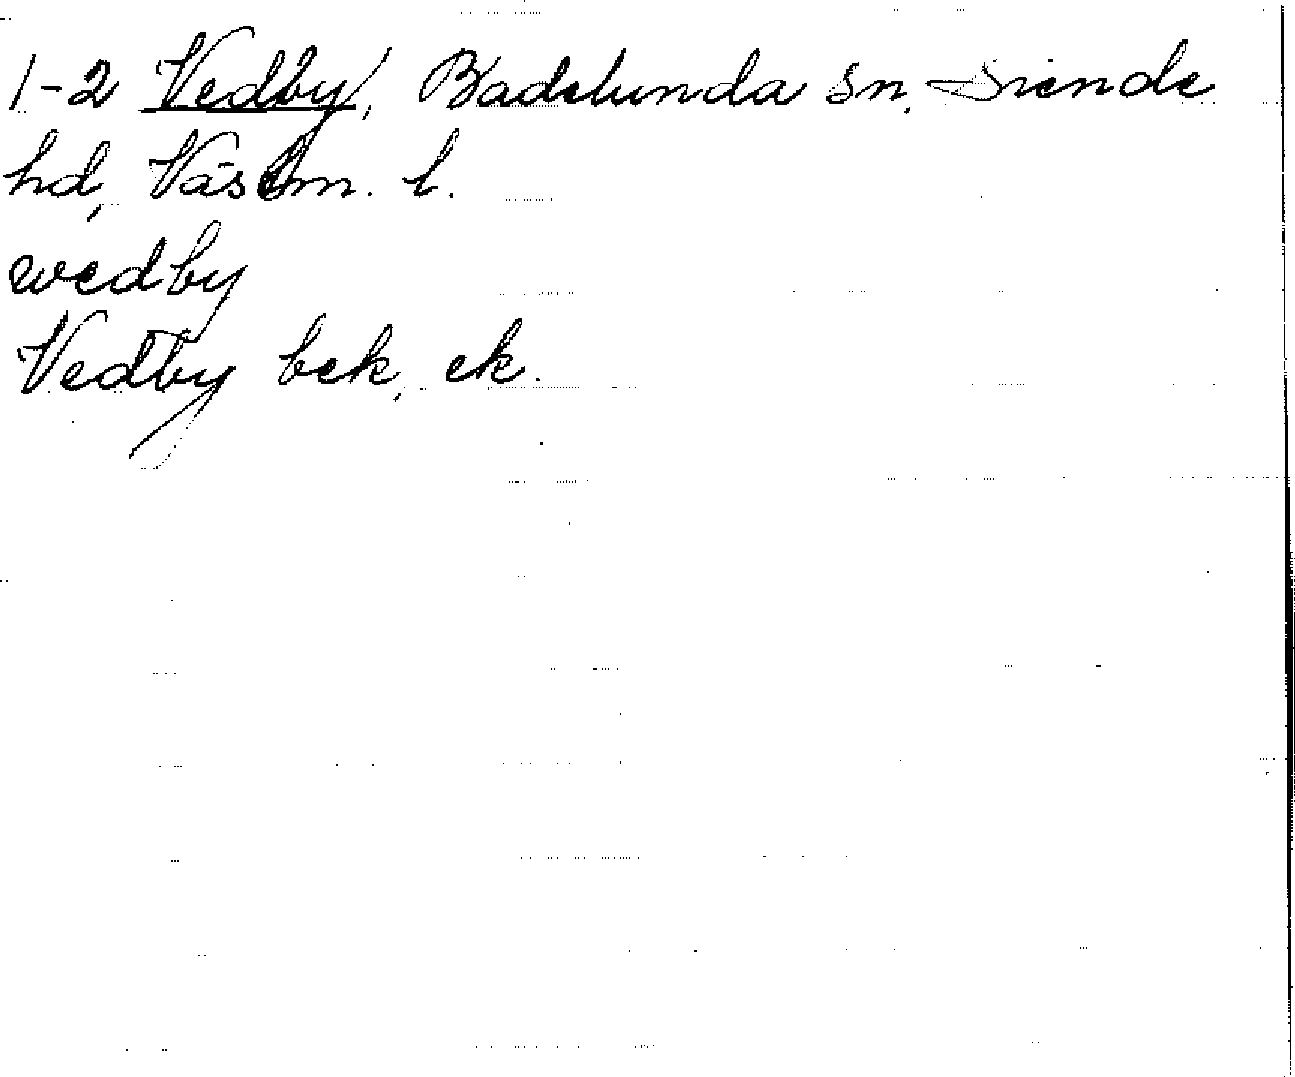 1-2 Vedby, Badelunda sn, Siende
hd, Västm. l.
wedby
Vedby bek, ek.